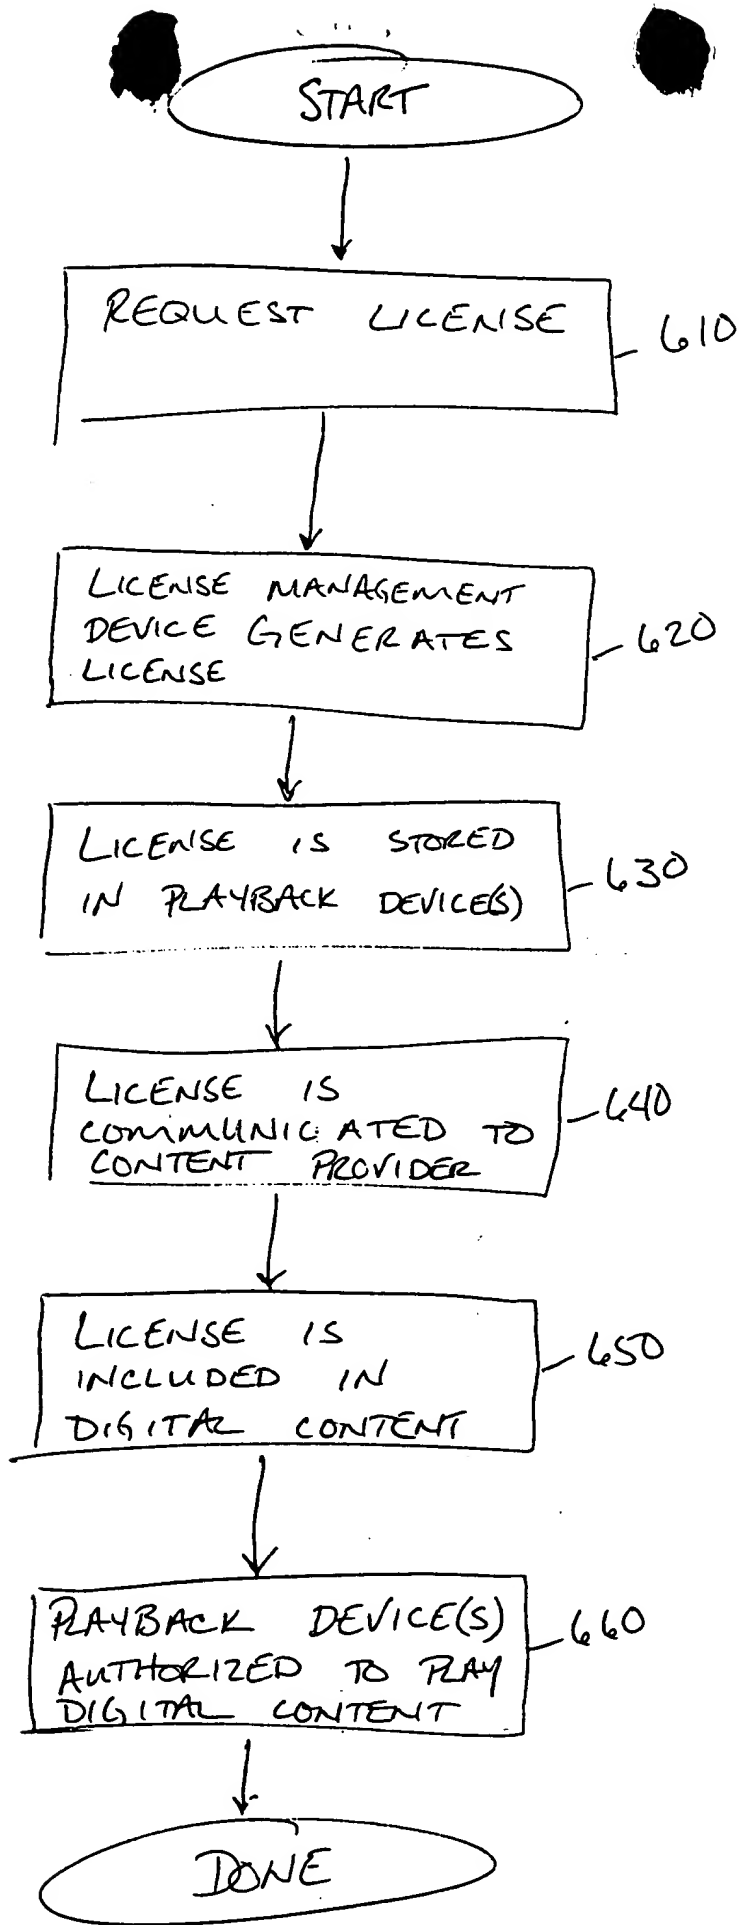 START
REQUEST LICENSE
610
LICENSE MANAGEMENT
DEVICE GENERATES
LICENSE
620
LICENSE IS STORED
IN PLAYBACK DEVICE(S)
630
LICENSE IS
COMMUNICATED TO
CONTENT PROVIDER
640
LICENSE IS
INCLUDED IN
DIGITAL CONTENT
650
PLAYBACK DEVICE(S)
AUTHORIZED TO PLAY
DIGITAL CONTENT
660
DONE